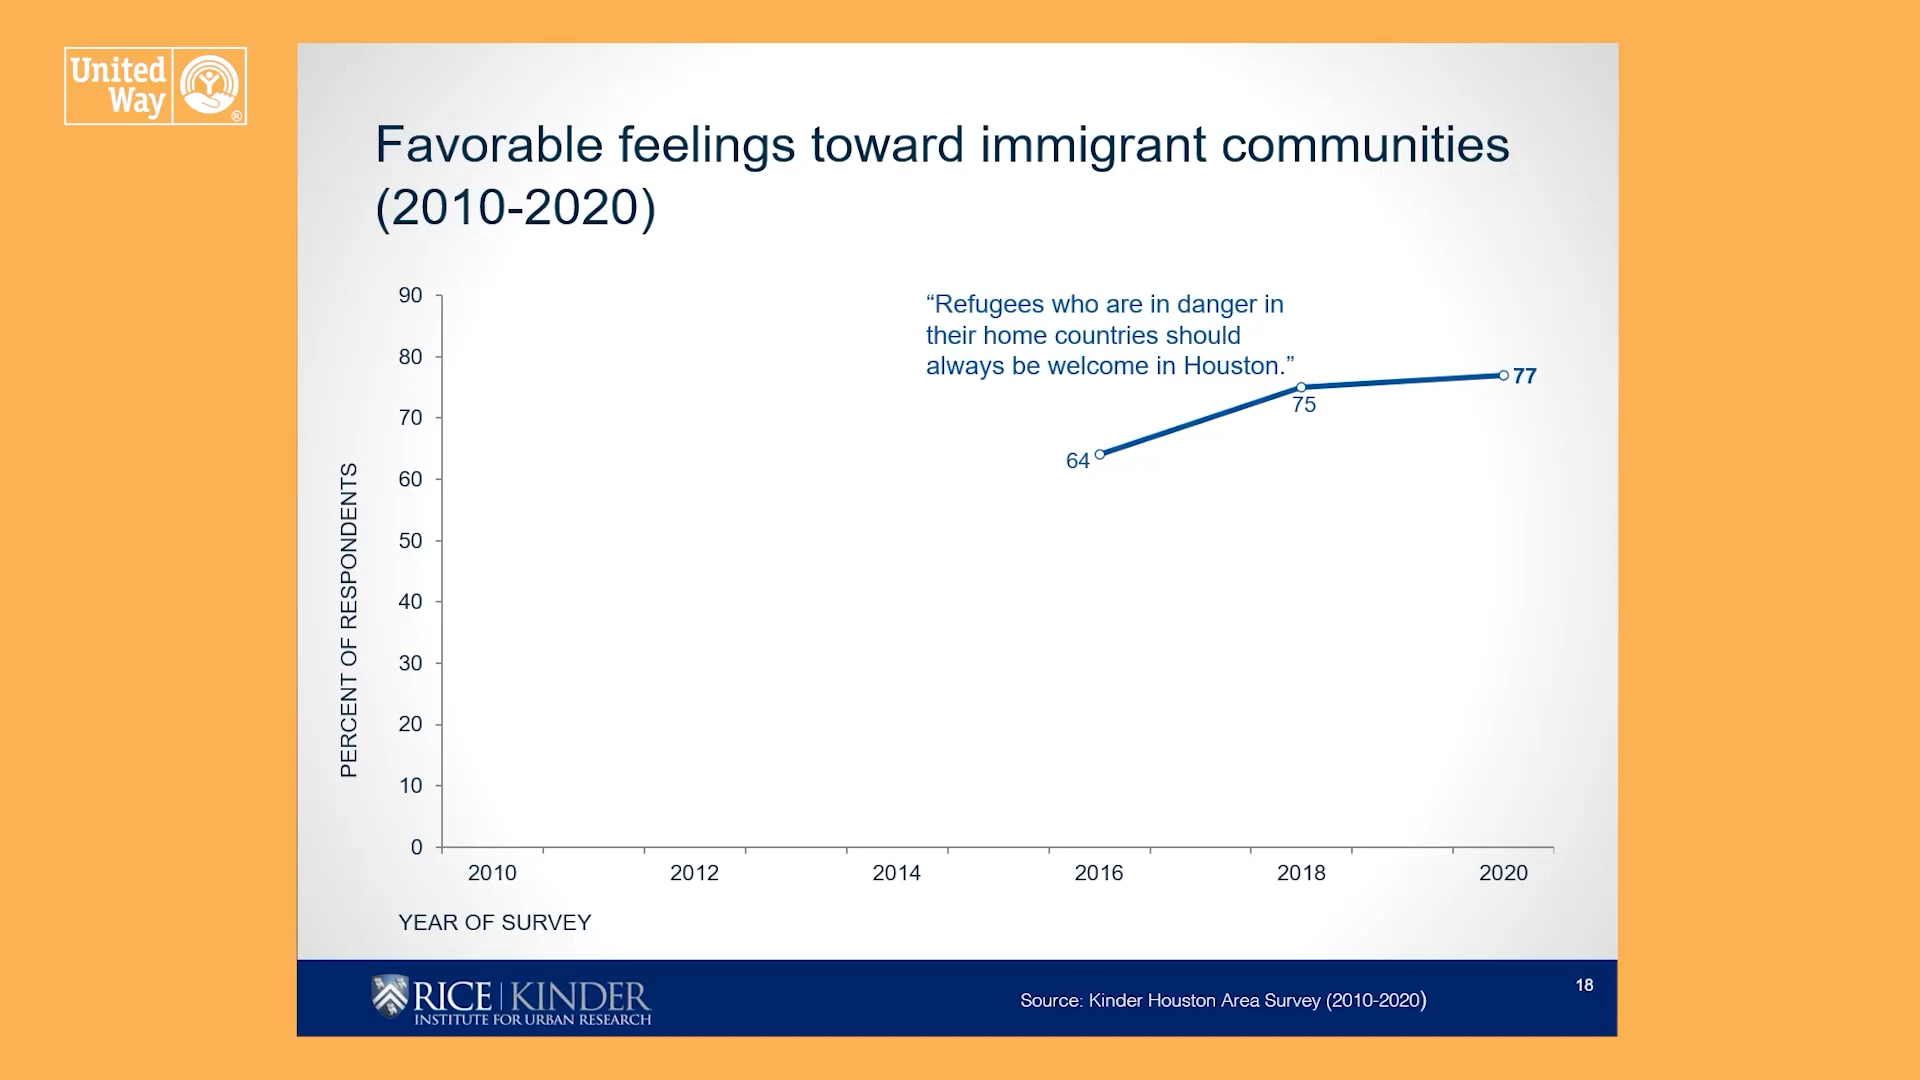 United
Way
®
Favorable feelings toward immigrant communities
(2010-2020)
“Refugees who are in danger in
their home countries should
always be welcome in Houston.”
90
80
70
60
50
40
30
20
10
0
PERCENT OF RESPONDENTS
64
75
77
2010 2012 2014 2016 2018 2020
YEAR OF SURVEY
RICE | KINDER
INSTITUTE FOR URBAN RESEARCH
Source: Kinder Houston Area Survey (2010-2020)
18